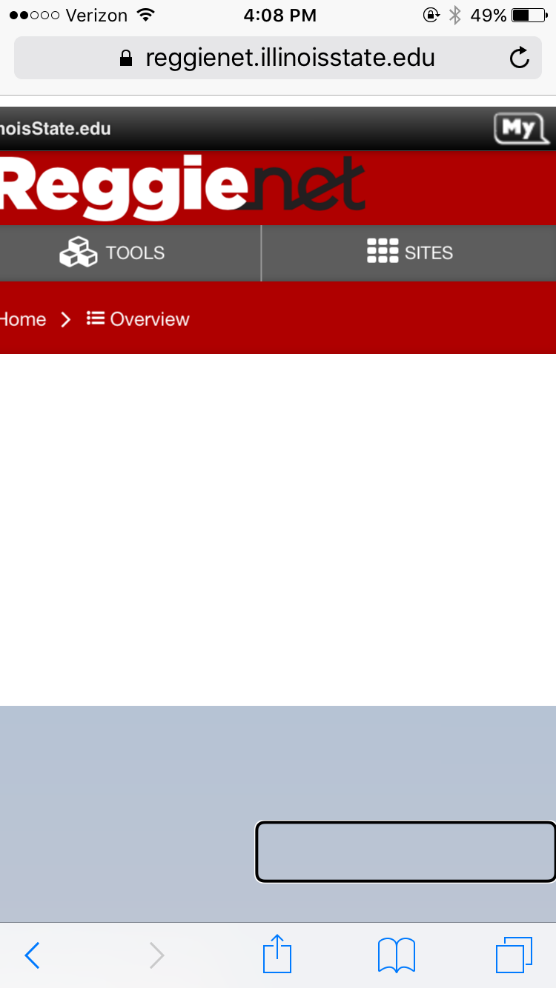 Verizon 4:08 PM 49%
reggienet.illinoisstate.edu
noisState.edu My
Reggienet
TOOLS SITES
Home > Overview